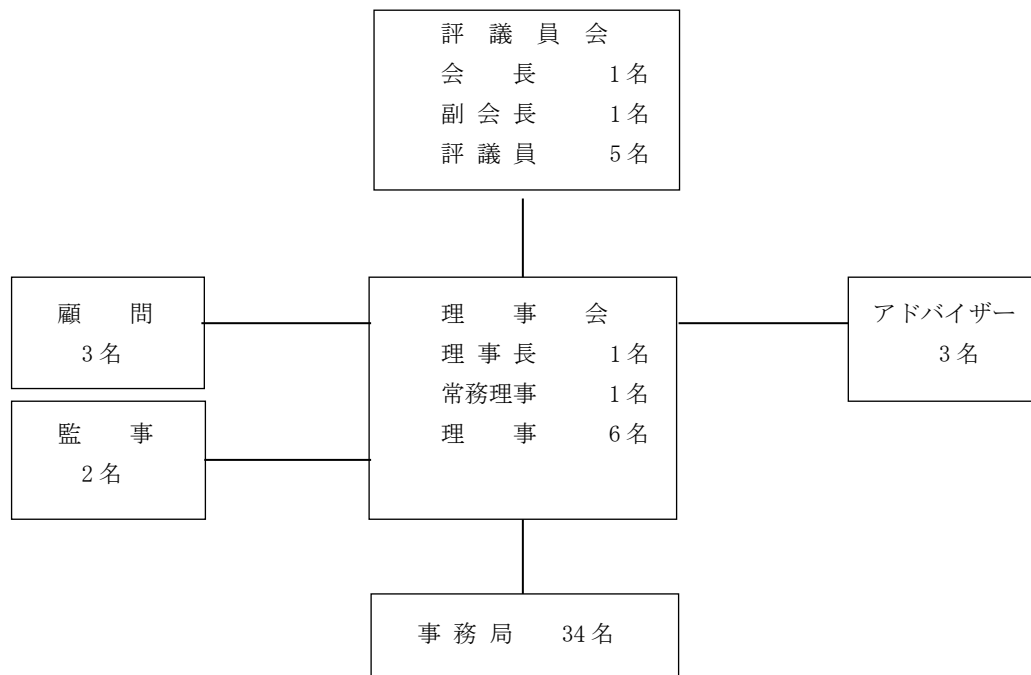 評 議 員 会
会 長 1名
副 会 長 1名
評 議 員 5名
顧 問
3名
監 事
2名
理 事 会
理 事 長 1名
常務理事 1名
理 事 6名
アドバイザー
3名
事 務 局 34名